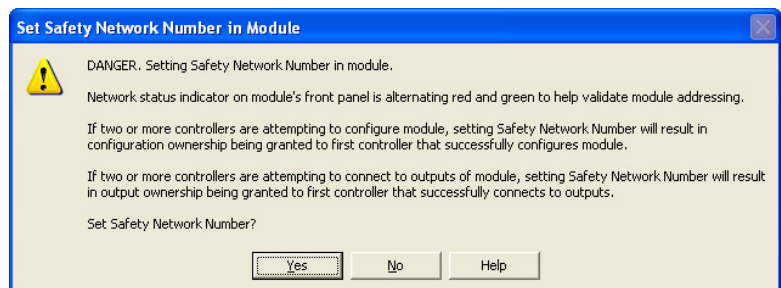 Set Safety Network Number in Module
DANGER. Setting Safety Network Number in module.
Network status indicator on module's front panel is alternating red and green to help validate module addressing.
If two or more controllers are attempting to configure module, setting Safety Network Number will result in
configuration ownership being granted to first controller that successfully configures module.
If two or more controllers are attempting to connect to outputs of module, setting Safety Network Number will result
in output ownership being granted to first controller that successfully connects to outputs.
Set Safety Network Number?
Yes
No
Help